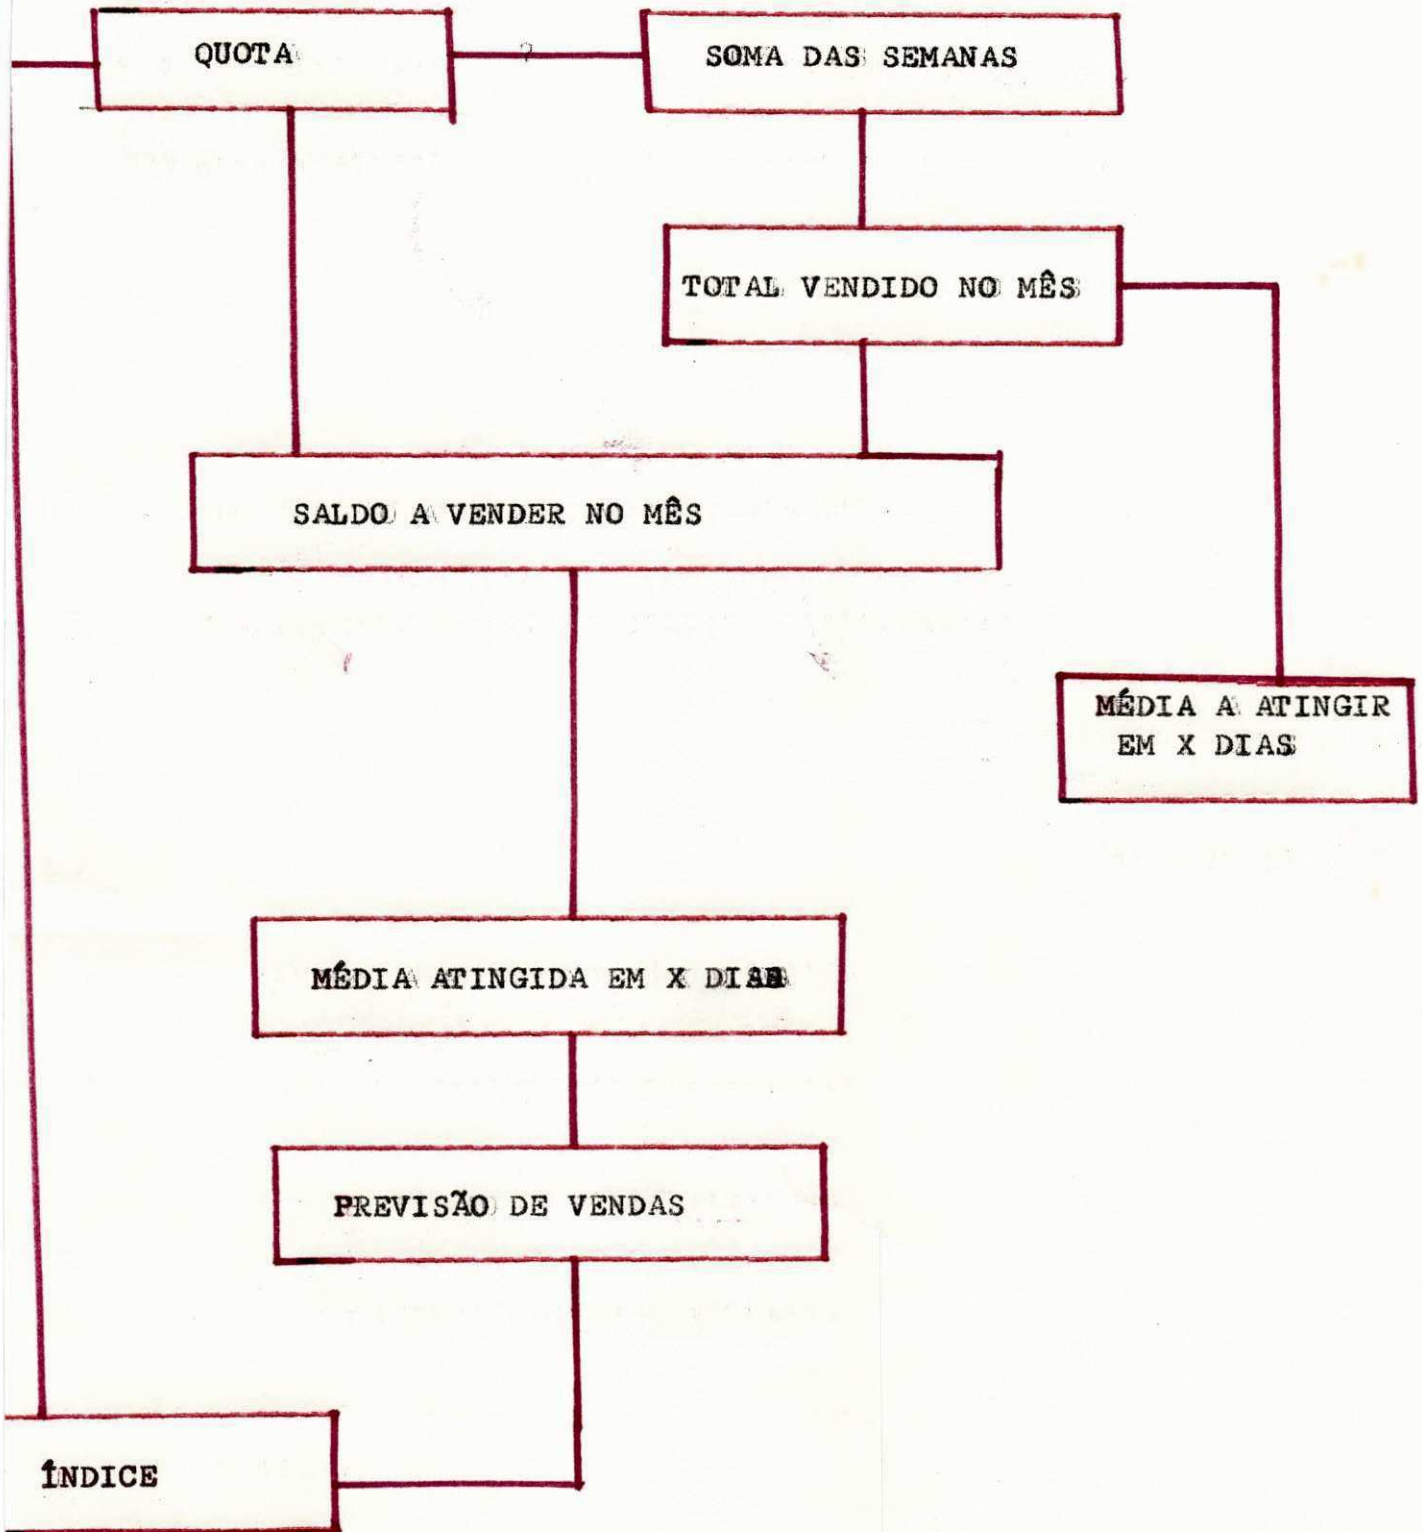 QUOTA
?
SOMA DAS SEMANAS
TOTAL VENDIDO NO MÊS
SALDO A VENDER NO MÊS
MÉDIA A ATINGIR
EM X DIAS
MÉDIA ATINGIDA EM X DIAS
PREVISÃO DE VENDAS
ÍNDICE